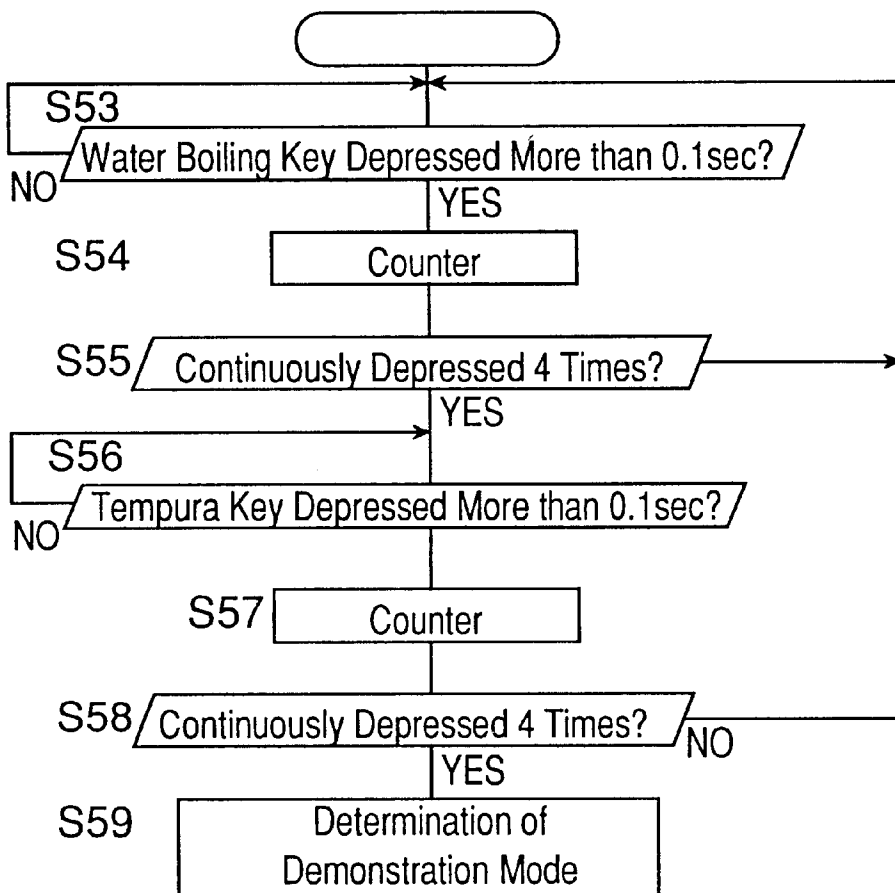 S53
Water Boiling Key Depressed More than 0.1sec?
NO
YES
S54
Counter
S55
Continuously Depressed 4 Times?
YES
S56
Tempura Key Depressed More than 0.1sec?
NO
S57
Counter
S58
Continuously Depressed 4 Times?
NO
YES
S59
Determination of
Demonstration Mode